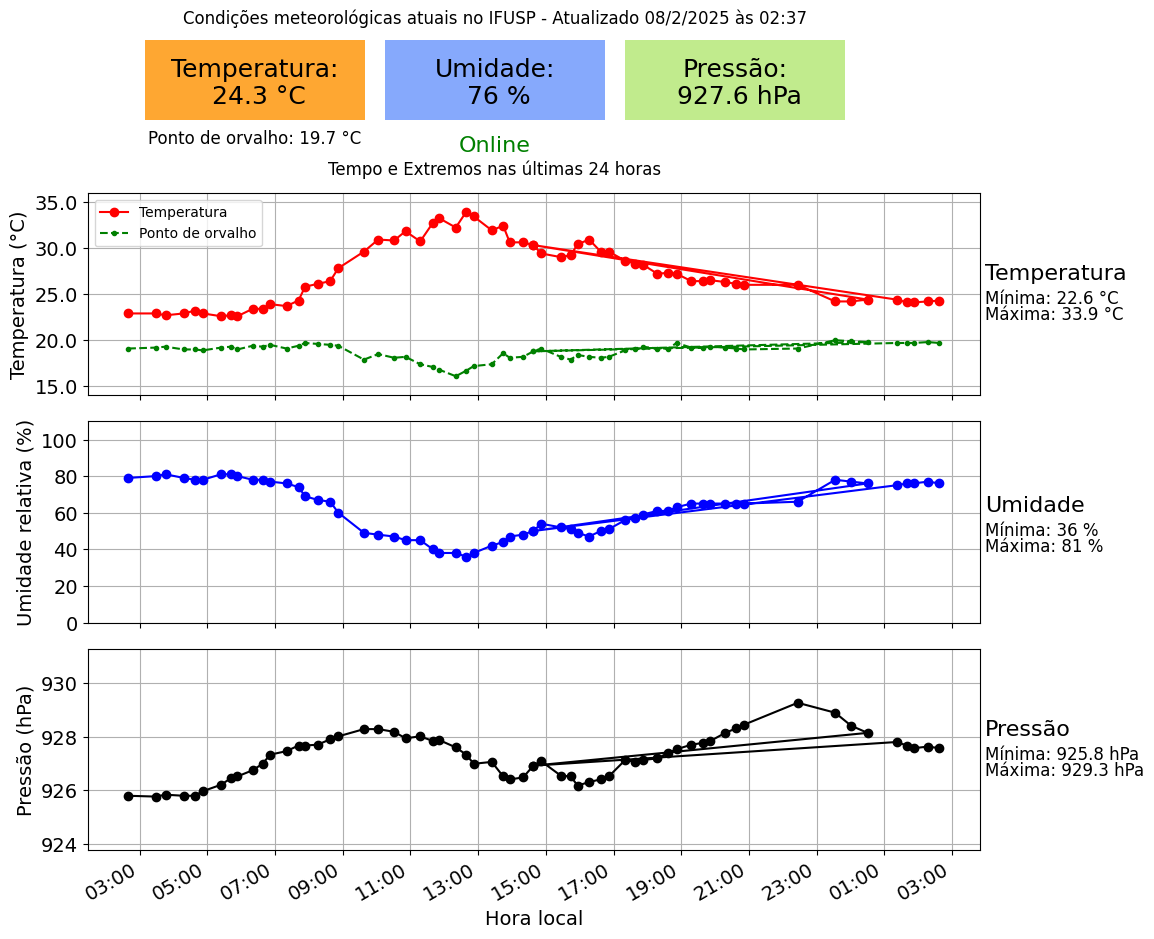 Condições meteorológicas atuais no IFUSP - Atualizado 08/2/2025 às 02:37
Temperatura:
24.3 °C
Umidade:
76 %
Pressão:
927.6 hPa
Ponto de orvalho: 19.7 °C
Online
Tempo e Extremos nas últimas 24 horas
Temperatura (°C)
35.0
30.0
25.0
20.0
15.0
Temperatura
Ponto de orvalho
Temperatura
Mínima: 22.6 °C
Máxima: 33.9 °C
Umidade relativa (%)
100
80
60
40
20
0
Umidade
Mínima: 36 %
Máxima: 81 %
Pressão (hPa)
930
928
926
924
Pressão
Mínima: 925.8 hPa
Máxima: 929.3 hPa
03:00 05:00 07:00 09:00 11:00 13:00 15:00 17:00 19:00 21:00 23:00 01:00 03:00
Hora local